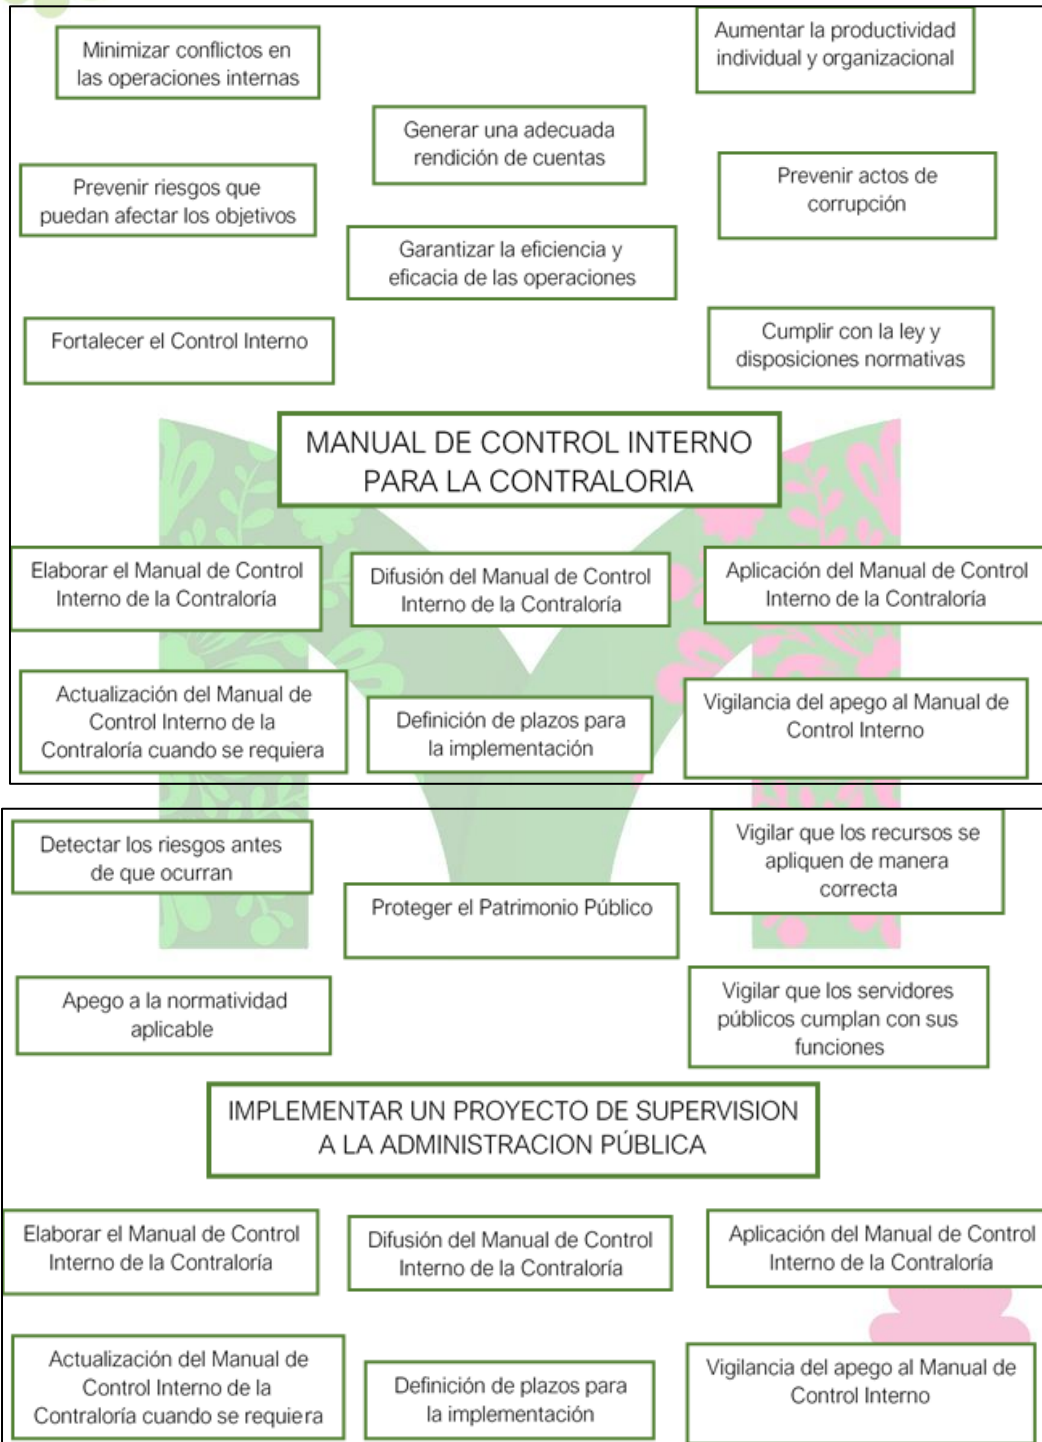 Minimizar conflictos en
las operaciones internas
Aumentar la productividad
individual y organizacional
Generar una adecuada
rendición de cuentas
Prevenir riesgos que
puedan afectar los objetivos
Prevenir actos de
corrupción
Garantizar la eficiencia y
eficacia de las operaciones
Fortalecer el Control Interno
Cumplir con la ley y
disposiciones normativas
MANUAL DE CONTROL INTERNO
PARA LA CONTRALORIA
Elaborar el Manual de Control
Interno de la Contraloría
Difusión del Manual de Control
Interno de la Contraloría
Aplicación del Manual de Control
Interno de la Contraloría
Actualización del Manual de
Control Interno de la
Contraloría cuando se requiera
Definición de plazos para
la implementación
Vigilancia del apego al Manual de
Control Interno
Detectar los riesgos antes
de que ocurran
Proteger el Patrimonio Público
Vigilar que los recursos se
apliquen de manera
correcta
Apego a la normatividad
aplicable
Vigilar que los servidores
públicos cumplan con sus
funciones
IMPLEMENTAR UN PROYECTO DE SUPERVISION
A LA ADMINISTRACION PÚBLICA
Elaborar el Manual de Control
Interno de la Contraloría
Difusión del Manual de Control
Interno de la Contraloría
Aplicación del Manual de Control
Interno de la Contraloría
Actualización del Manual de
Control Interno de la
Contraloría cuando se requiera
Definición de plazos para
la implementación
Vigilancia del apego al Manual de
Control Interno